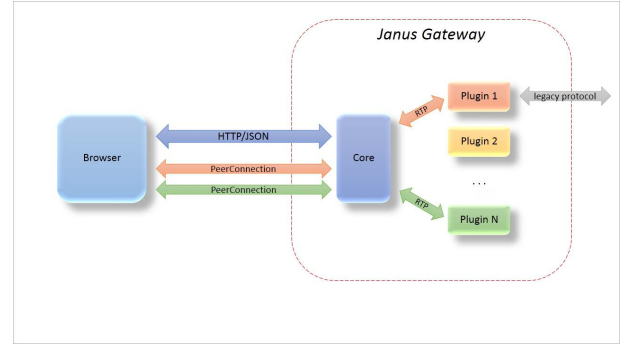 Janus Gateway
Plugin 1
legacy protocol
RTP
HTTP/JSON
Plugin 2
Browser
Core
PeerConnection
. . .
PeerConnection
RTP
Plugin N